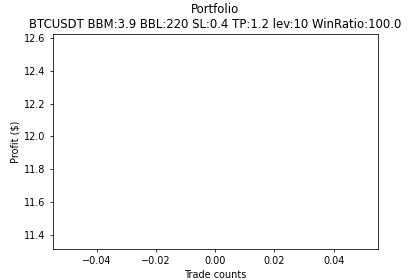 Portfolio
BTCUSDT BBM:3.9 BBL:220 SL:0.4 TP:1.2 lev:10 WinRatio:100.0
12.6
12.4
12.2
12.0
11.8
11.6
11.4
Profit ($)
−0.04 −0.02 0.00 0.02 0.04
Trade counts